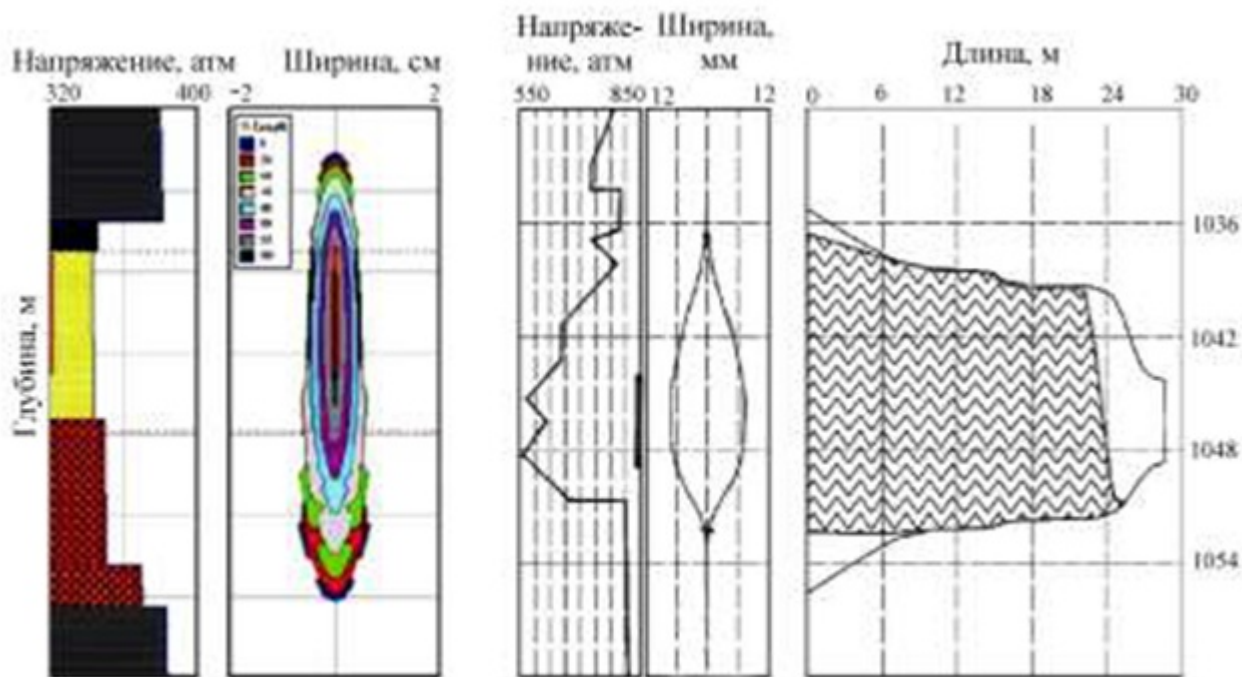 Напряжение, атм
Ширина, см
320
400
-2
2
Глубина, м
Напряже-
ние, атм
Ширина,
мм
550
850
12
12
Длина, м
0
6
12
18
24
30
1036
1042
1048
1054